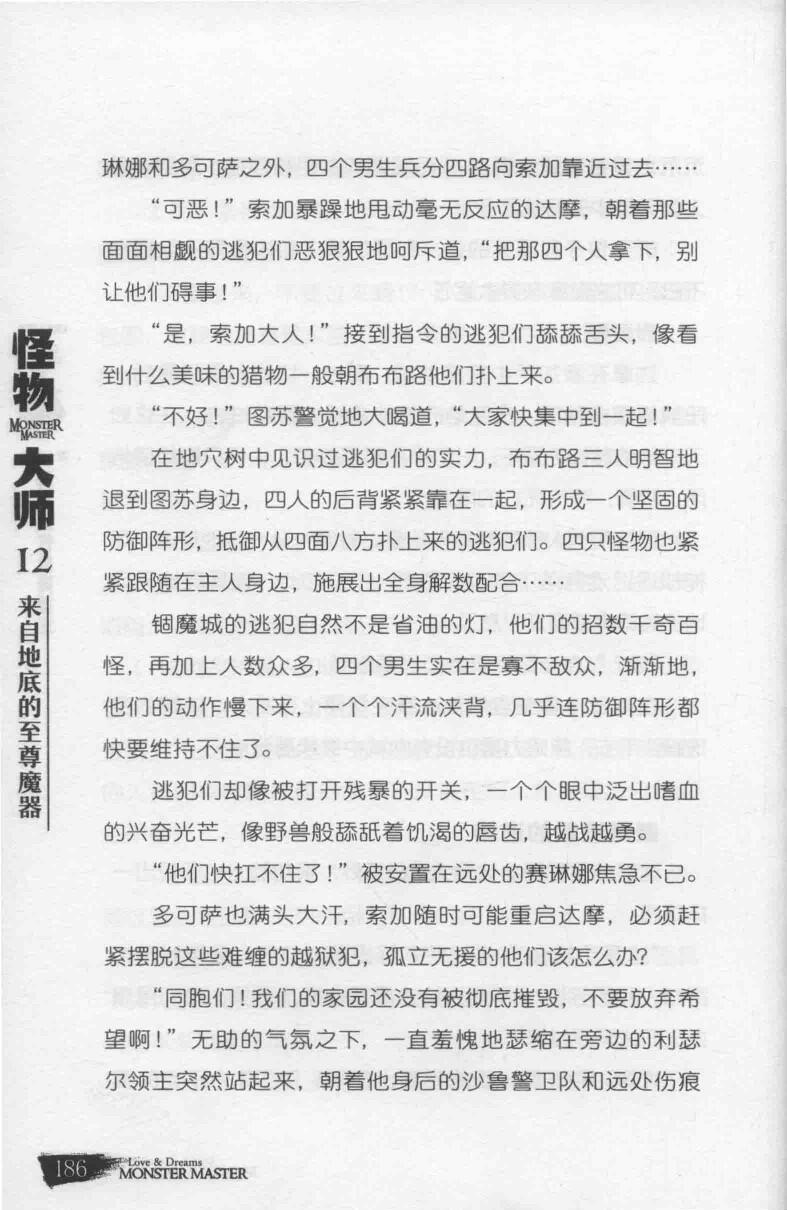 琳娜和多可萨之外，四个男生兵分四路向索加靠近过去……
“可恶！”索加暴躁地甩动毫无反应的达摩，朝着那些
面面相觑的逃犯们恶狠狠地呵斥道，“把那四个人拿下，别
让他们碍事！”
“是，索加大人！”接到指令的逃犯们舔舔舌头，像看
到什么美味的猎物一般朝布布路他们扑上来。
“不好！”图苏警觉地大喝道，“大家快集中到一起！”
在地穴树中见识过逃犯们的实力，布布路三人明智地
退到图苏身边，四人的后背紧紧靠在一起，形成一个坚固的
防御阵形，抵御从四面八方扑上来的逃犯们。四只怪物也紧
紧跟随在主人身边，施展出全身解数配合……
锢魔城的逃犯自然不是省油的灯，他们的招数千奇百
怪，再加上人数众多，四个男生实在是寡不敌众，渐渐地，
他们的动作慢下来，一个个汗流浃背，几乎连防御阵形都
快要维持不住了。
逃犯们却像被打开残暴的开关，一个个眼中泛出嗜血
的兴奋光芒，像野兽般舔舐着饥渴的唇齿，越战越勇。
“他们快扛不住了！”被安置在远处的赛琳娜焦急不已。
多可萨也满头大汗，索加随时可能重启达摩，必须赶
紧摆脱这些难缠的越狱犯，孤立无援的他们该怎么办？
“同胞们！我们的家园还没有被彻底摧毁，不要放弃希
望啊！”无助的气氛之下，一直羞愧地瑟缩在旁边的利瑟
尔领主突然站起来，朝着他身后的沙鲁警卫队和远处伤痕
怪物
MONSTER
MASTER
大师
12
来自地底的至尊魔器
186
Love & Dreams
MONSTER MASTER